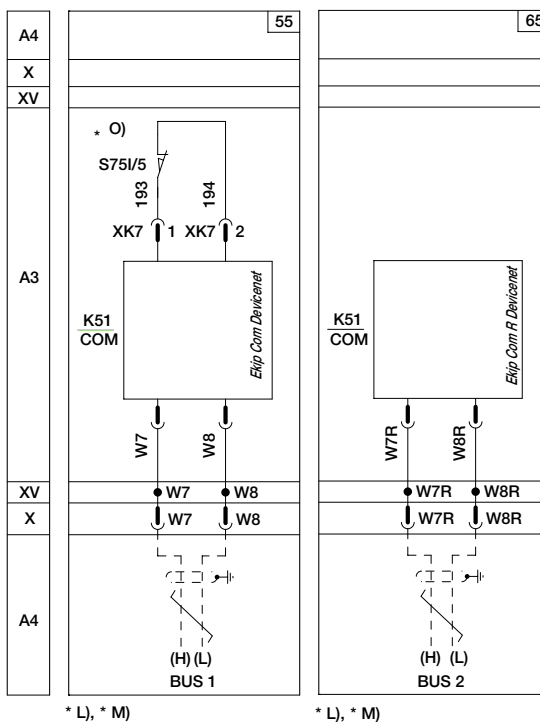 A4
X
XV
A3
XV
X
A4
55
* O)
S75I/5
193
194
XK7 1
XK7 2
K51
COM
Ekip Com Devicenet
W7
W8
W7
W8
W7
W8
(H) (L)
BUS 1
* L), * M)
65
K51
COM
Ekip Com R Devicenet
W7R
W8R
W7R
W8R
W7R
W8R
(H) (L)
BUS 2
* L), * M)